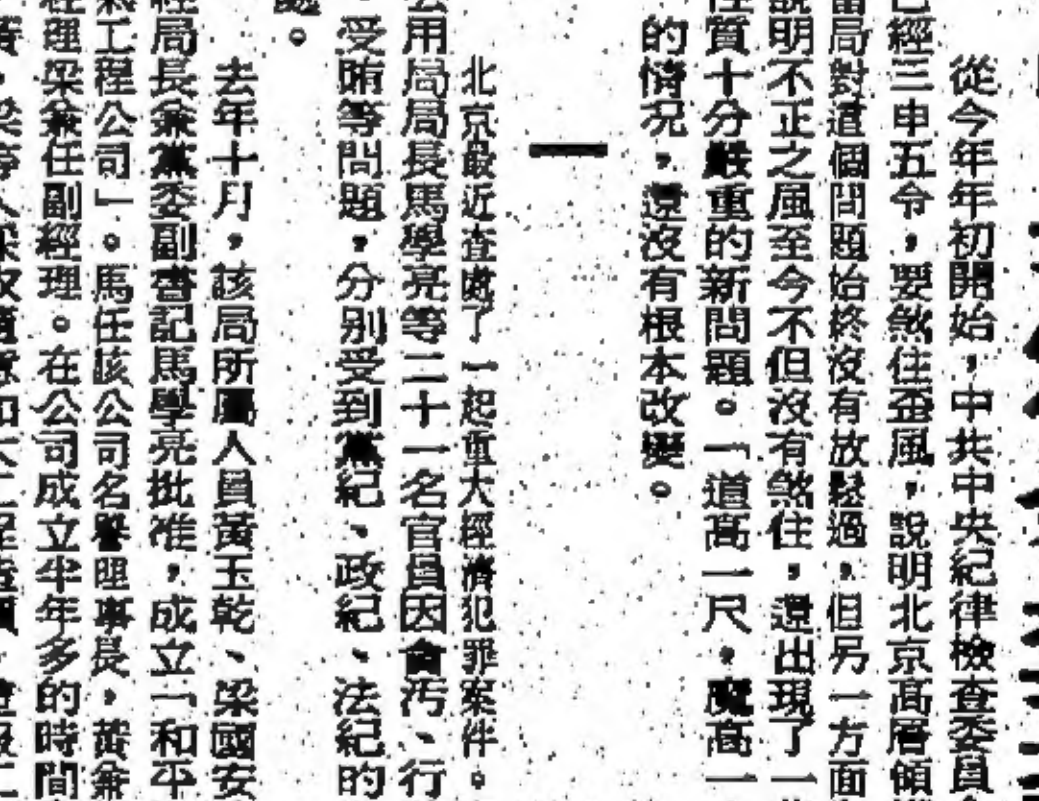 從今年年初開始，中共中央紀律檢查委員
已經三申五令，要煞住歪風，說明北京高層傾
當局對這個問題始終沒有放鬆過，但另一方面
說明不正之風至今不但沒有煞住，還出現了一
性質十分嚴重的新問題。「道高一尺，魔高一
的情況，還沒有根本改變。
一
北京最近查處了一起重大經濟犯罪案件。
公用局局長馬學亮等二十一名官員因貪污、行
、受賄等問題，分別受到黨紀、政紀、法紀的
處。
去年十月，該局所屬人員黃玉乾、梁國安
經局長兼黨委副書記馬學亮批准，成立「和平
氣工程公司」。馬任該公司名譽理事長，黃兼
經理梁兼任副經理。在公司成立半年多的時間